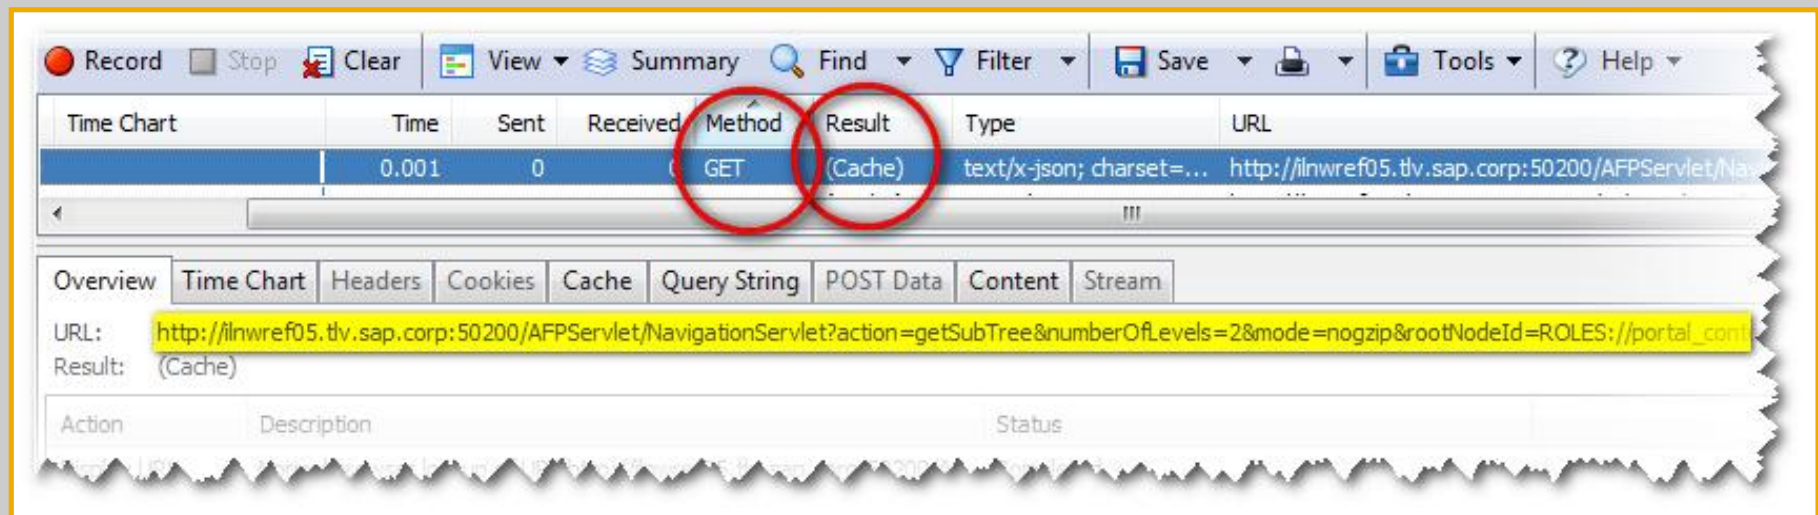 Record Stop Clear View Summary Find Filter Save Tools Help
Time Chart Time Sent Received Method Result Type URL
0.001 0 GET (Cache) text/x-json; charset=... http://ilnwref05.tlv.sap.corp:50200/AFPServlet/Nav
Overview Time Chart Headers Cookies Cache Query String POST Data Content Stream
URL: http://ilnwref05.tlv.sap.corp:50200/AFPServlet/NavigationServlet?action=getSubTree&numberOfLevels=2&mode=nogzip&rootNodeId=ROLES://portal_cont
Result: (Cache)
Action Description Status